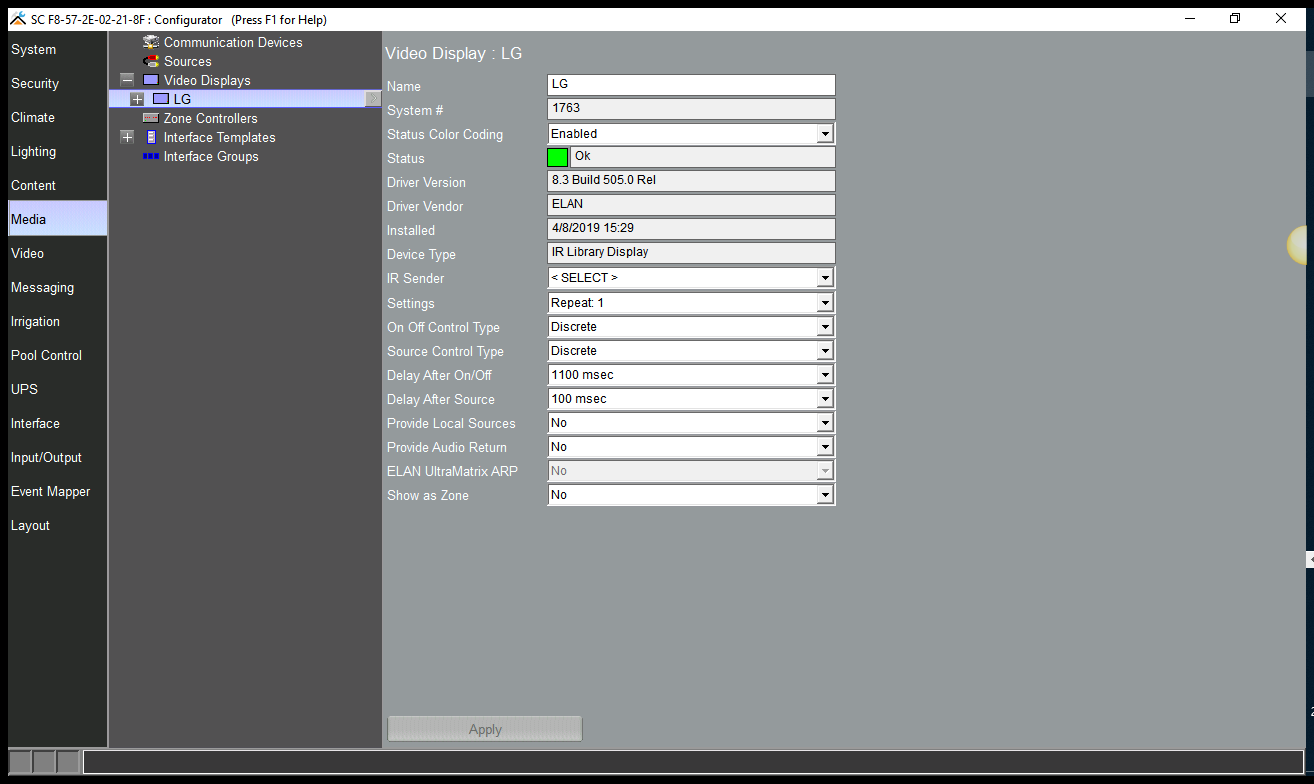 SC F8-57-2E-02-21-8F : Configurator (Press F1 for Help)
System
Security
Climate
Lighting
Content
Media
Video
Messaging
Irrigation
Pool Control
UPS
Interface
Input/Output
Event Mapper
Layout
Communication Devices
Sources
Video Displays
LG
Zone Controllers
Interface Templates
Interface Groups
Video Display : LG
Name LG
System # 1763
Status Color Coding Enabled
Status Ok
Driver Version 8.3 Build 505.0 Rel
Driver Vendor ELAN
Installed 4/8/2019 15:29
Device Type IR Library Display
IR Sender < SELECT >
Settings Repeat: 1
On Off Control Type Discrete
Source Control Type Discrete
Delay After On/Off 1100 msec
Delay After Source 100 msec
Provide Local Sources No
Provide Audio Return No
ELAN UltraMatrix ARP No
Show as Zone No
Apply